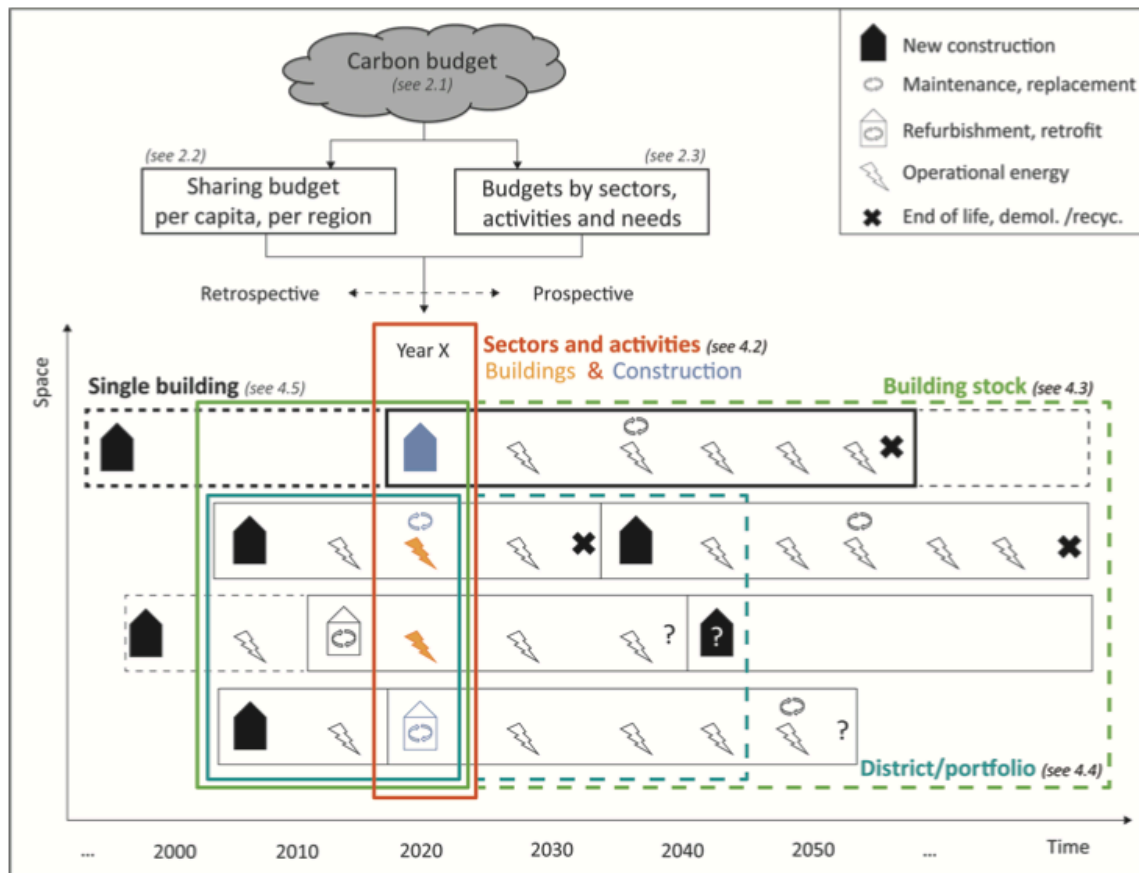 Carbon budget
(see 2.1)
New construction
Maintenance, replacement
Refurbishment, retrofit
Operational energy
End of life, demol. /recyc.
(see 2.2)
(see 2.3)
Sharing budget
per capita, per region
Budgets by sectors,
activities and needs
Retrospective
Prospective
Space
Year X
Sectors and activities (see 4.2)
Buildings & Construction
Single building (see 4.5)
Building stock (see 4.3)
?
?
?
District/portfolio (see 4.4)
... 2000 2010 2020 2030 2040 2050 ... Time